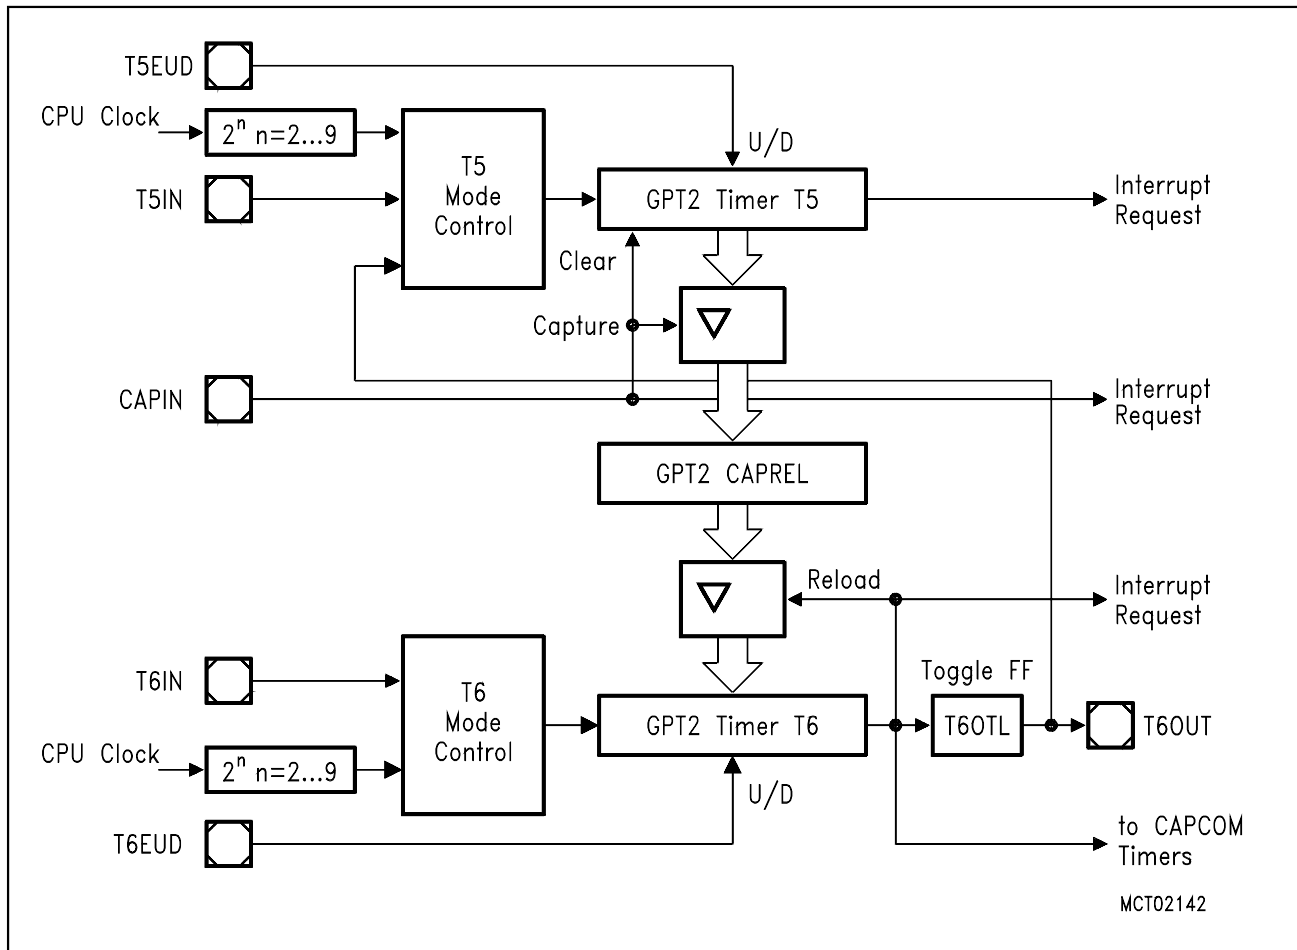 T5EUD
CPU Clock
2ⁿ n=2...9
U/D
T5
Mode
Control
T5IN
GPT2 Timer T5
Interrupt
Request
Clear
Capture
CAPIN
Interrupt
Request
GPT2 CAPREL
Reload
Interrupt
Request
T6IN
T6
Mode
Control
Toggle FF
GPT2 Timer T6
T6OTL
T6OUT
CPU Clock
2ⁿ n=2...9
U/D
T6EUD
to CAPCOM
Timers
MCT02142